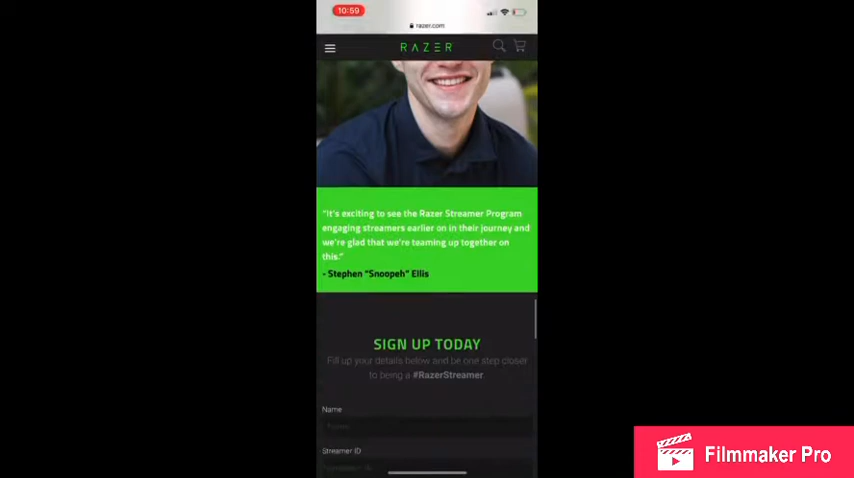 10:59
razer.com
RAZER
"It's exciting to see the Razer Streamer Program
engaging streamers earlier on in their journey and
we're glad that we're teaming up together on
this."
- Stephen "Snoopeh" Ellis
SIGN UP TODAY
Fill up your details below and be one step closer
to being a #RazerStreamer.
Name
Streamer ID
Filmmaker Pro